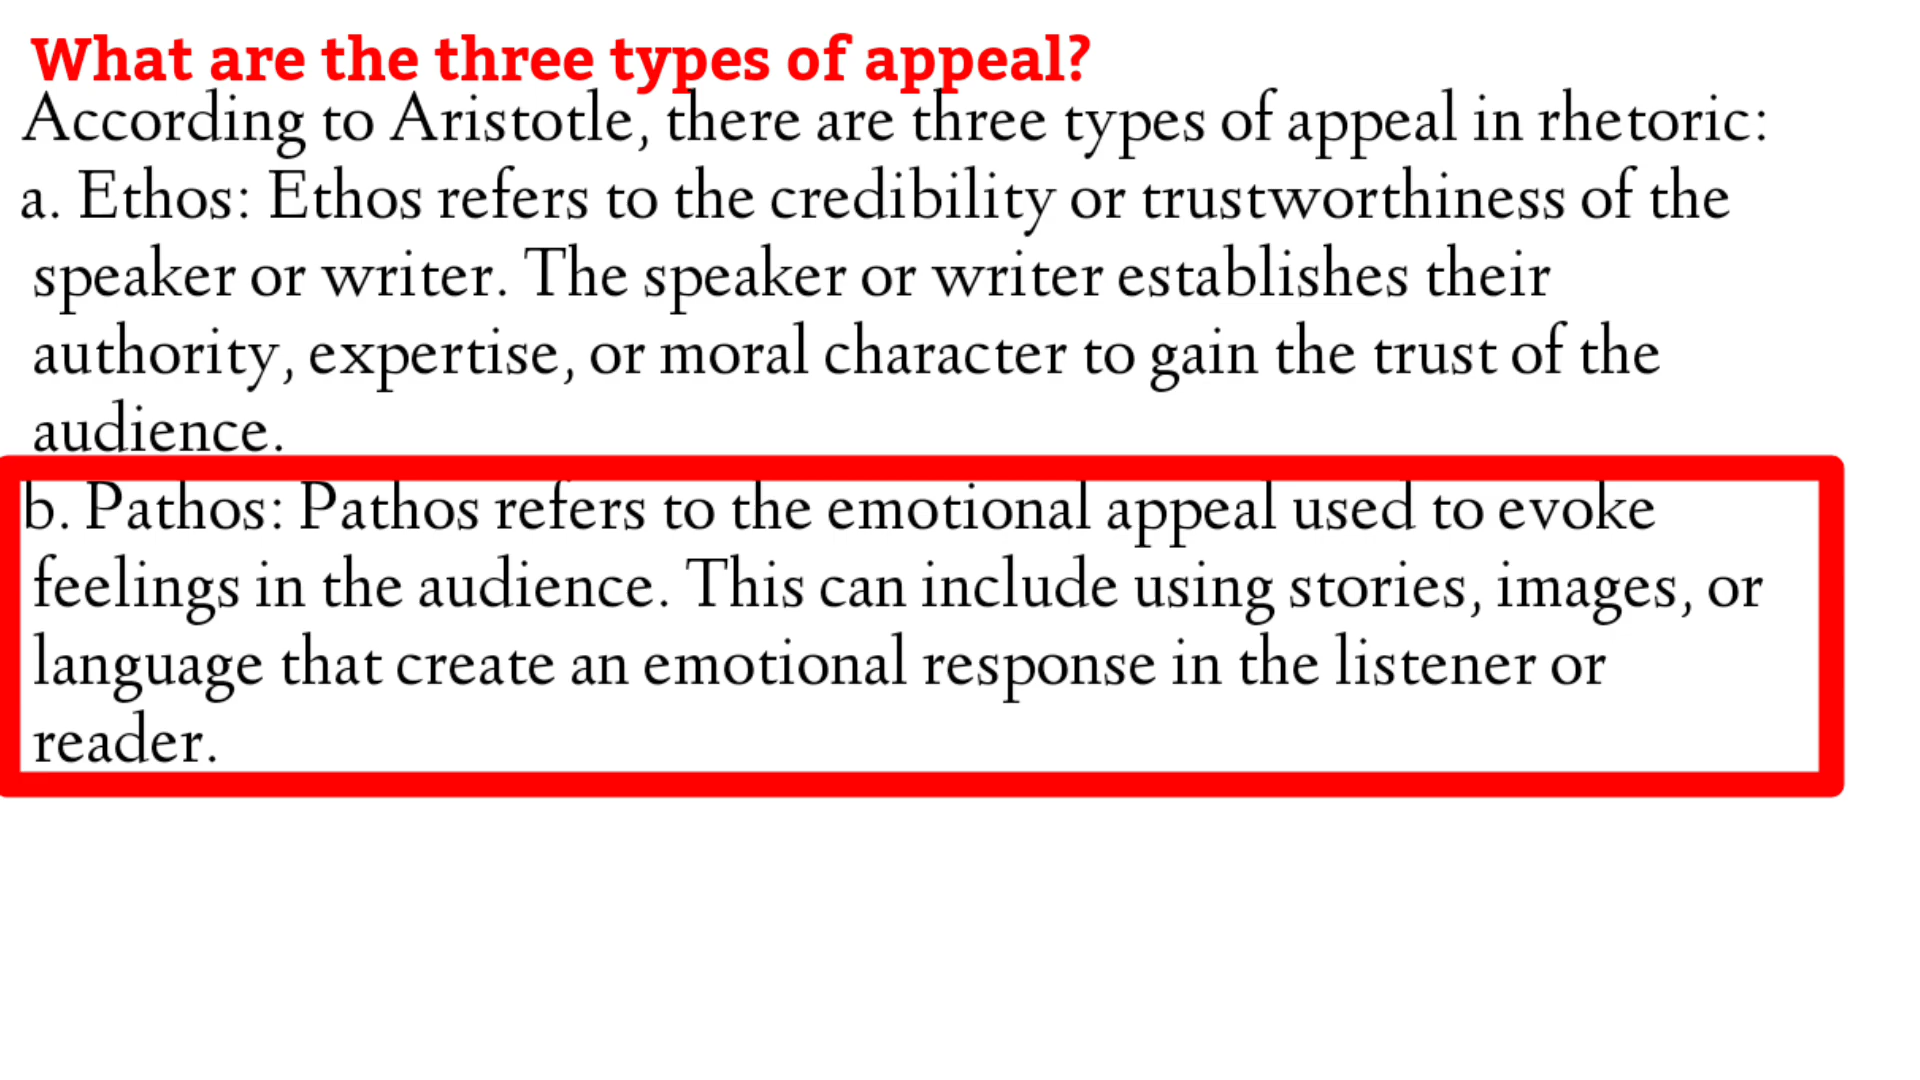 What are the three types of appeal?
According to Aristotle, there are three types of appeal in rhetoric:
a. Ethos: Ethos refers to the credibility or trustworthiness of the
speaker or writer. The speaker or writer establishes their
authority, expertise, or moral character to gain the trust of the
audience.
b. Pathos: Pathos refers to the emotional appeal used to evoke
feelings in the audience. This can include using stories, images, or
language that create an emotional response in the listener or
reader.